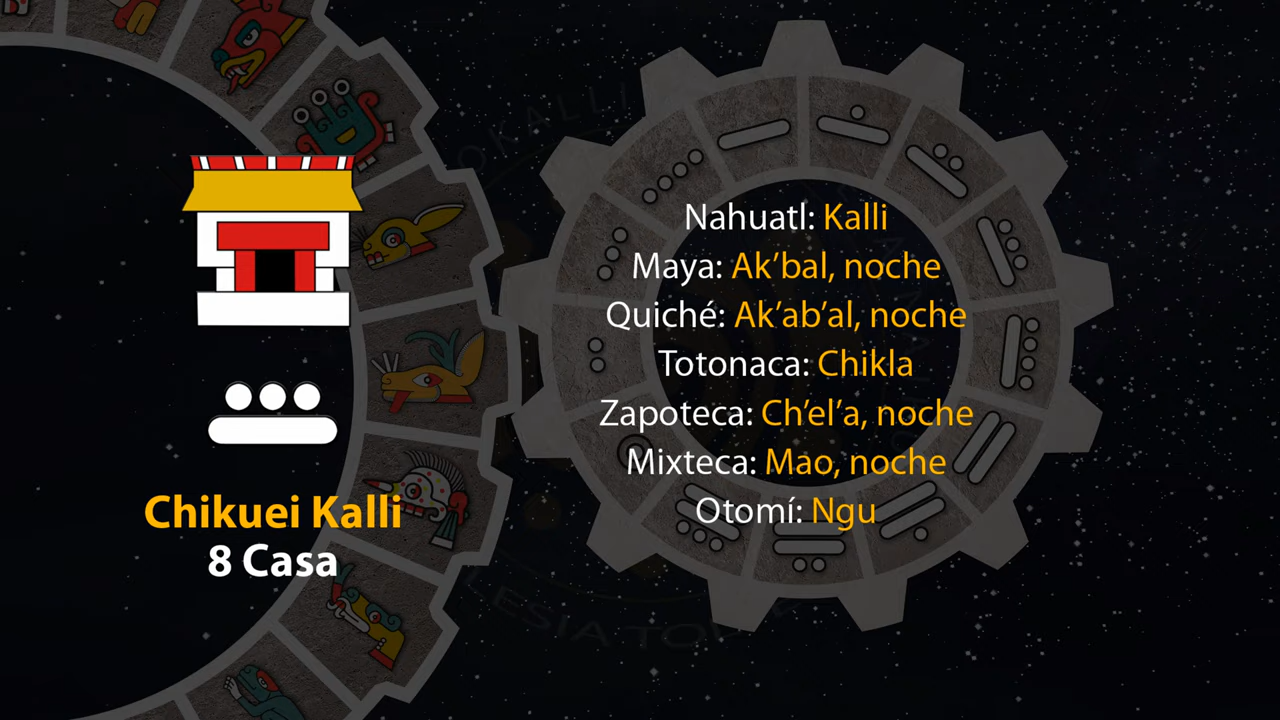 Chikuei Kalli
8 Casa
Nahuatl: Kalli
Maya: Ak’bal, noche
Quiché: Ak’ab’al, noche
Totonaca: Chikla
Zapoteca: Ch’el’a, noche
Mixteca: Mao, noche
Otomí: Ngu